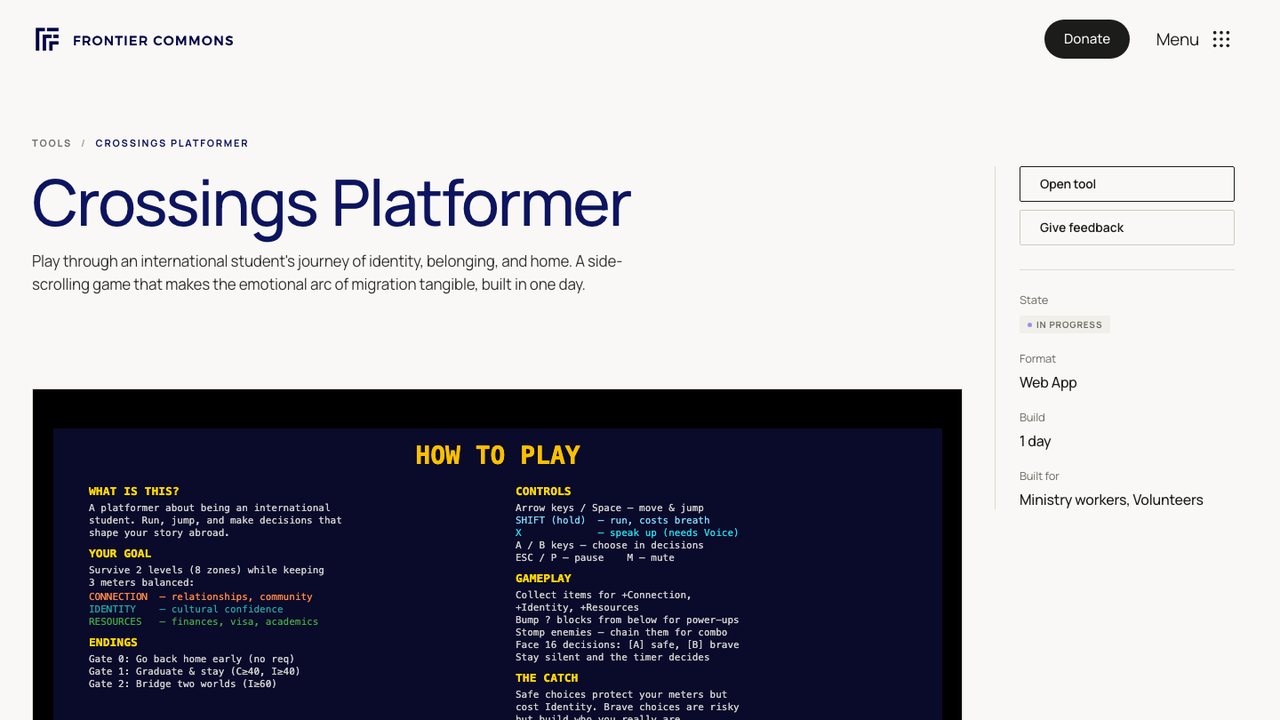 FRONTIER COMMONS
Donate
Menu
TOOLS / CROSSINGS PLATFORMER
Crossings Platformer
Play through an international student's journey of identity, belonging, and home. A side-
scrolling game that makes the emotional arc of migration tangible, built in one day.
Open tool
Give feedback
State
IN PROGRESS
Format
Web App
Build
1 day
Built for
Ministry workers, Volunteers
HOW TO PLAY
WHAT IS THIS?
A platformer about being an international
student. Run, jump, and make decisions that
shape your story abroad.
YOUR GOAL
Survive 2 levels (8 zones) while keeping
3 meters balanced:
CONNECTION — relationships, community
IDENTITY — cultural confidence
RESOURCES — finances, visa, academics
ENDINGS
Gate 0: Go back home early (no req)
Gate 1: Graduate & stay (C≥40, I≥40)
Gate 2: Bridge two worlds (I≥60)
CONTROLS
Arrow keys / Space — move & jump
SHIFT (hold) — run, costs breath
X — speak up (needs Voice)
A / B keys — choose in decisions
ESC / P — pause M — mute
GAMEPLAY
Collect items for +Connection,
+Identity, +Resources
Bump ? blocks from below for power-ups
Stomp enemies — chain them for combo
Face 16 decisions: [A] safe, [B] brave
Stay silent and the timer decides
THE CATCH
Safe choices protect your meters but
cost Identity. Brave choices are risky
but build who you really are.